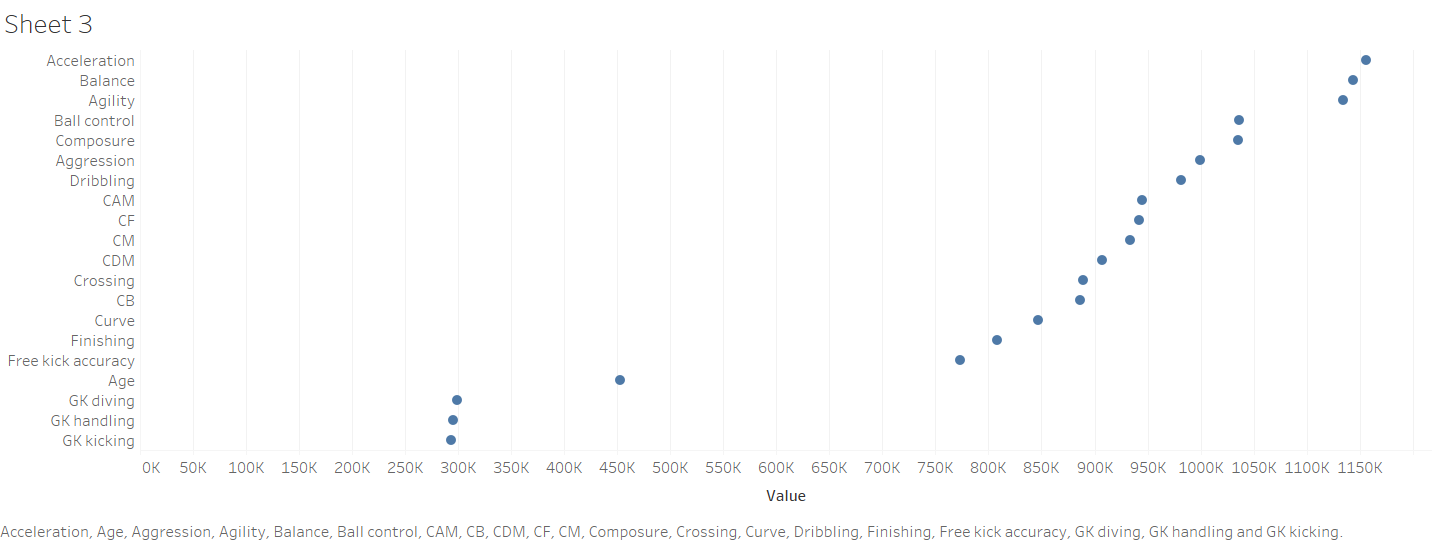 Sheet 3
Acceleration
Balance
Agility
Ball control
Composure
Aggression
Dribbling
CAM
CF
CM
CDM
Crossing
CB
Curve
Finishing
Free kick accuracy
Age
GK diving
GK handling
GK kicking
0K 50K 100K 150K 200K 250K 300K 350K 400K 450K 500K 550K 600K 650K 700K 750K 800K 850K 900K 950K 1000K 1050K 1100K 1150K
Value
Acceleration, Age, Aggression, Agility, Balance, Ball control, CAM, CB, CDM, CF, CM, Composure, Crossing, Curve, Dribbling, Finishing, Free kick accuracy, GK diving, GK handling and GK kicking.